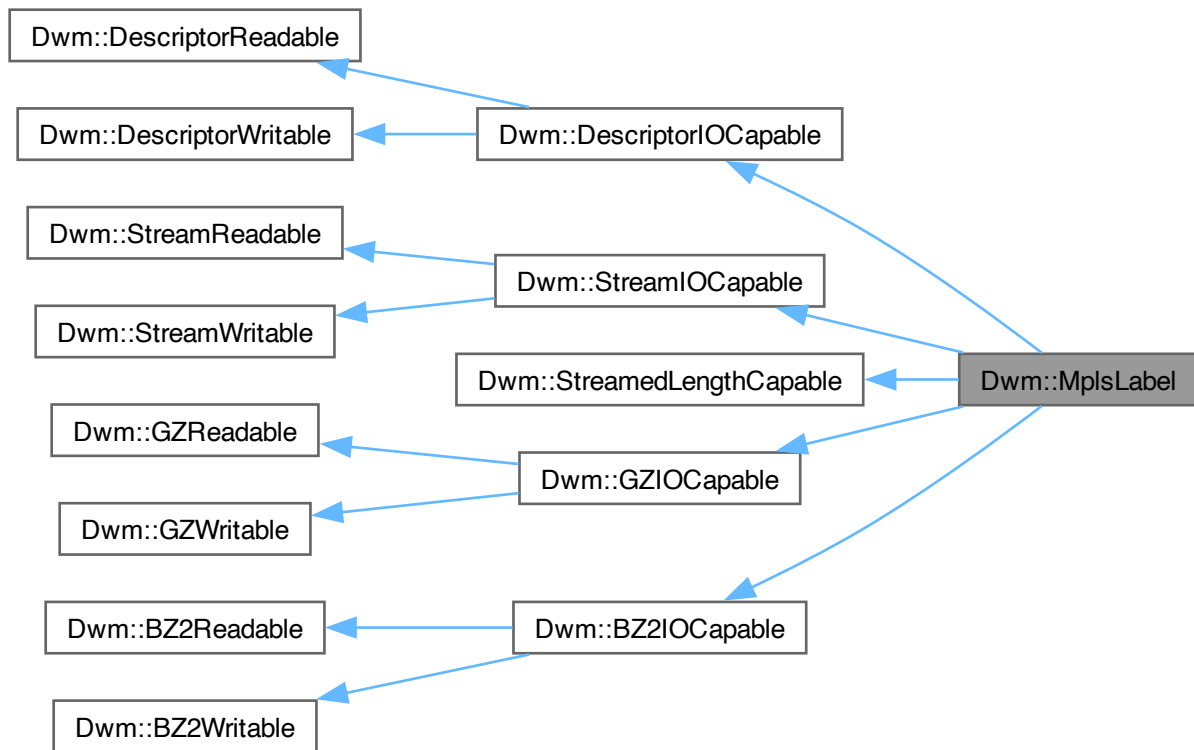 Dwm::DescriptorReadable
Dwm::DescriptorWritable
Dwm::DescriptorIOCapable
Dwm::StreamReadable
Dwm::StreamIOCapable
Dwm::StreamWritable
Dwm::StreamedLengthCapable
Dwm::MplsLabel
Dwm::GZReadable
Dwm::GZIOCapable
Dwm::GZWritable
Dwm::BZ2Readable
Dwm::BZ2IOCapable
Dwm::BZ2Writable